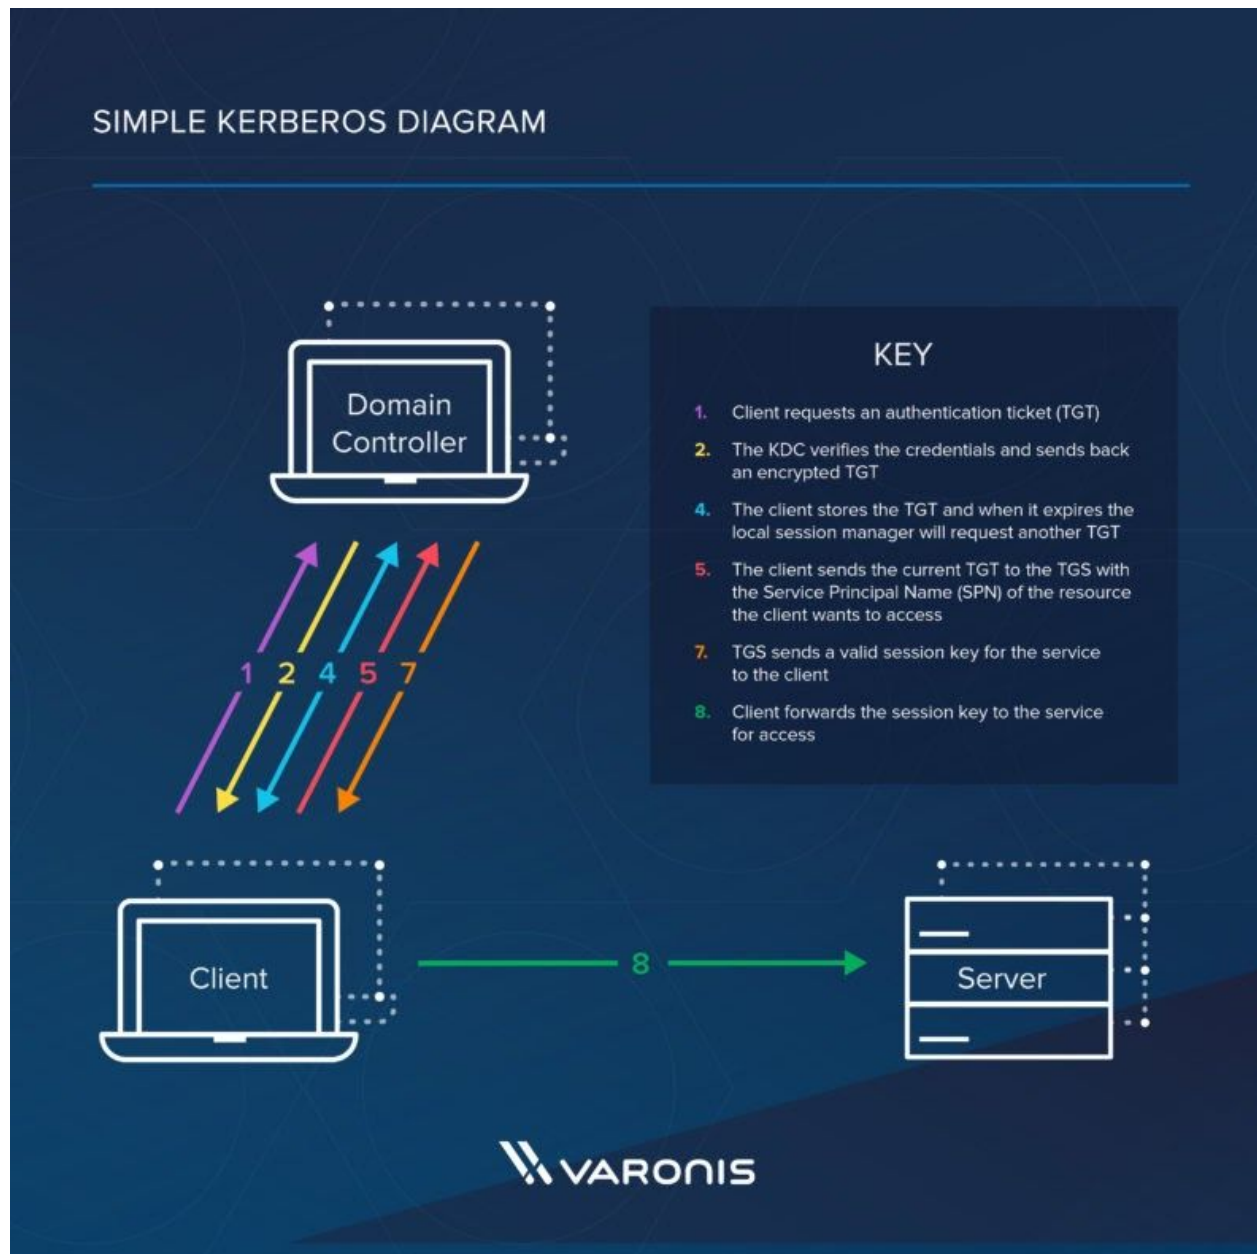 SIMPLE KERBEROS DIAGRAM
Domain
Controller
KEY
1. Client requests an authentication ticket (TGT)
2. The KDC verifies the credentials and sends back
an encrypted TGT
4. The client stores the TGT and when it expires the
local session manager will request another TGT
5. The client sends the current TGT to the TGS with
the Service Principal Name (SPN) of the resource
the client wants to access
7. TGS sends a valid session key for the service
to the client
8. Client forwards the session key to the service
for access
1 2 4 5 7
Client
8
Server
VARONIS